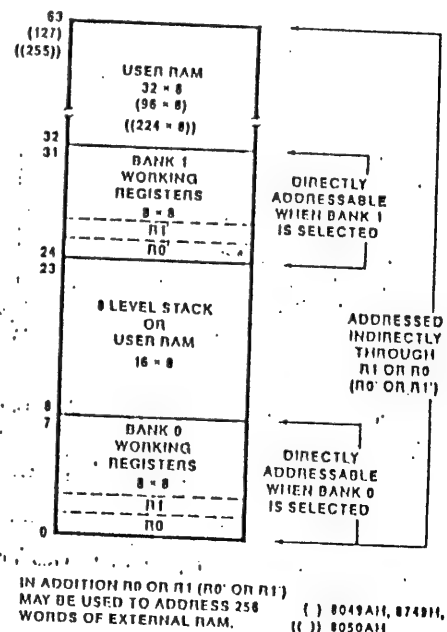 63
(127)
((255))
USER RAM
32 × 8
(96 × 8)
((224 × 8))
32
31
BANK 1
WORKING
REGISTERS
8 × 8
R1'
R0'
DIRECTLY
ADDRESSABLE
WHEN BANK 1
IS SELECTED
24
23
8 LEVEL STACK
OR
USER RAM
16 × 8
ADDRESSED
INDIRECTLY
THROUGH
R1 OR R0
(R0' OR R1')
8
7
BANK 0
WORKING
REGISTERS
8 × 8
R1
R0
DIRECTLY
ADDRESSABLE
WHEN BANK 0
IS SELECTED
0
IN ADDITION R0 OR R1 (R0' OR R1')
MAY BE USED TO ADDRESS 256
WORDS OF EXTERNAL RAM.
( ) 8049AH, 8749H,
(( )) 8050AH